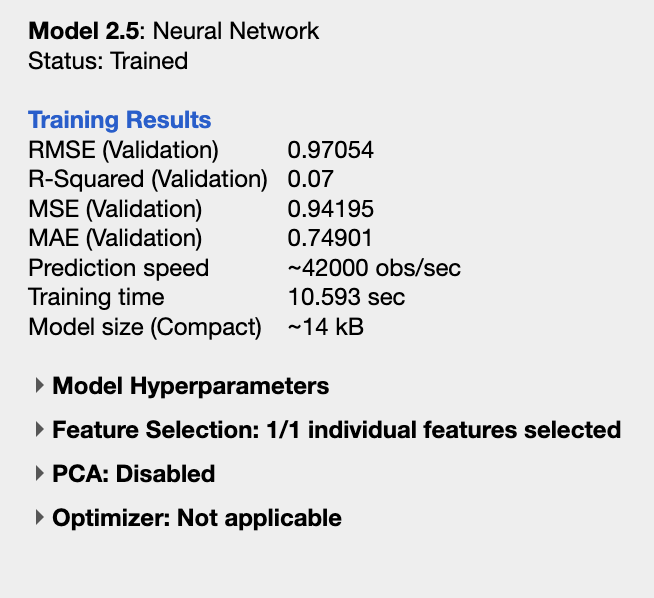 Model 2.5: Neural Network
Status: Trained
Training Results
RMSE (Validation) 0.97054
R-Squared (Validation) 0.07
MSE (Validation) 0.94195
MAE (Validation) 0.74901
Prediction speed ~42000 obs/sec
Training time 10.593 sec
Model size (Compact) ~14 kB
Model Hyperparameters
Feature Selection: 1/1 individual features selected
PCA: Disabled
Optimizer: Not applicable